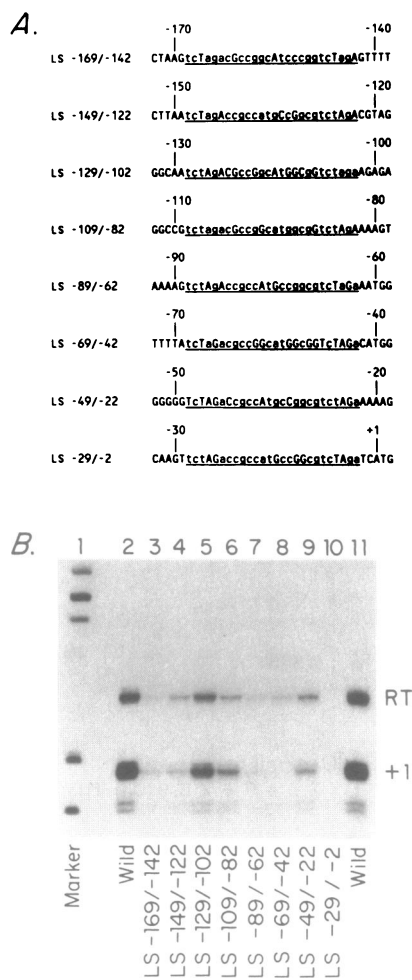 A.
-170 -140
LS -169/-142 CTAAGtcTagacGccggcAtcccggtcTagAGTTTT
-150 -120
LS -149/-122 CTTAAtcTagAccgccatgCcGgcgtctAgACGTAG
-130 -100
LS -129/-102 GGCAAtctAgACGccGgcAtGGCgGtctagaAGAGA
-110 -80
LS -109/-82 GGCCGtctagacGccgGcatggcgGtctAgAAAAGT
-90 -60
LS -89/-62 AAAAGtctAgAccgccAtGccggcgtcTaGaAATGG
-70 -40
LS -69/-42 TTTTAtcTaGacgccGGcatGGcGGTcTAGaCATGG
-50 -20
LS -49/-22 GGGGGTcTAGaCcGccAtgcCggcgtctAGaAAAAG
-30 +1
LS -29/-2 CAAGTtctAGaccgccatGccGGcgtcTAgaTCATG
B.
1 2 3 4 5 6 7 8 9 10 11
RT
+1
Marker
Wild
LS -169/-142
LS -149/-122
LS -129/-102
LS -109/-82
LS -89/-62
LS -69/-42
LS -49/-22
LS -29/-2
Wild